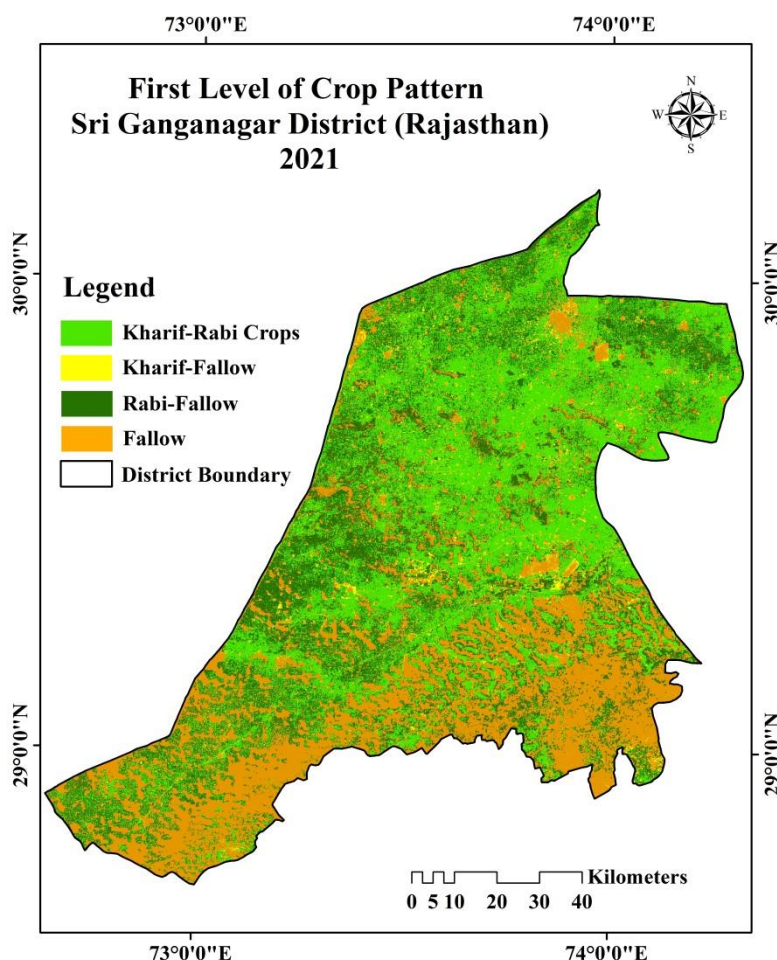 73°0'0"E 74°0'0"E
First Level of Crop Pattern
Sri Ganganagar District (Rajasthan)
2021
N
W E
S
30°0'0"N 30°0'0"N
Legend
Kharif-Rabi Crops
Kharif-Fallow
Rabi-Fallow
Fallow
District Boundary
29°0'0"N 29°0'0"N
Kilometers
0 5 10 20 30 40
73°0'0"E 74°0'0"E